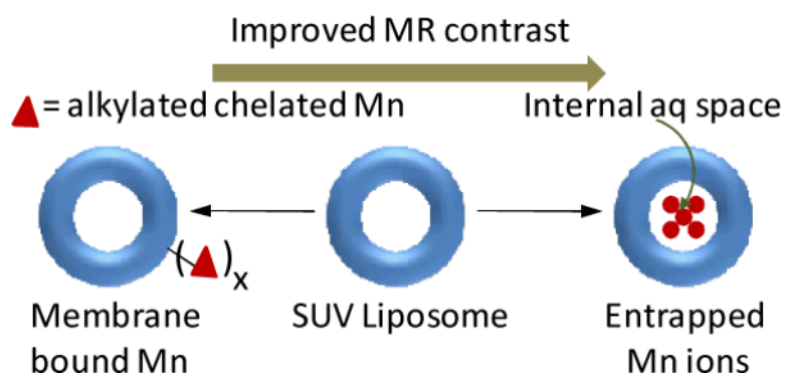 Improved MR contrast
= alkylated chelated Mn
Internal aq space
( )x
Membrane
bound Mn
SUV Liposome
Entrapped
Mn ions